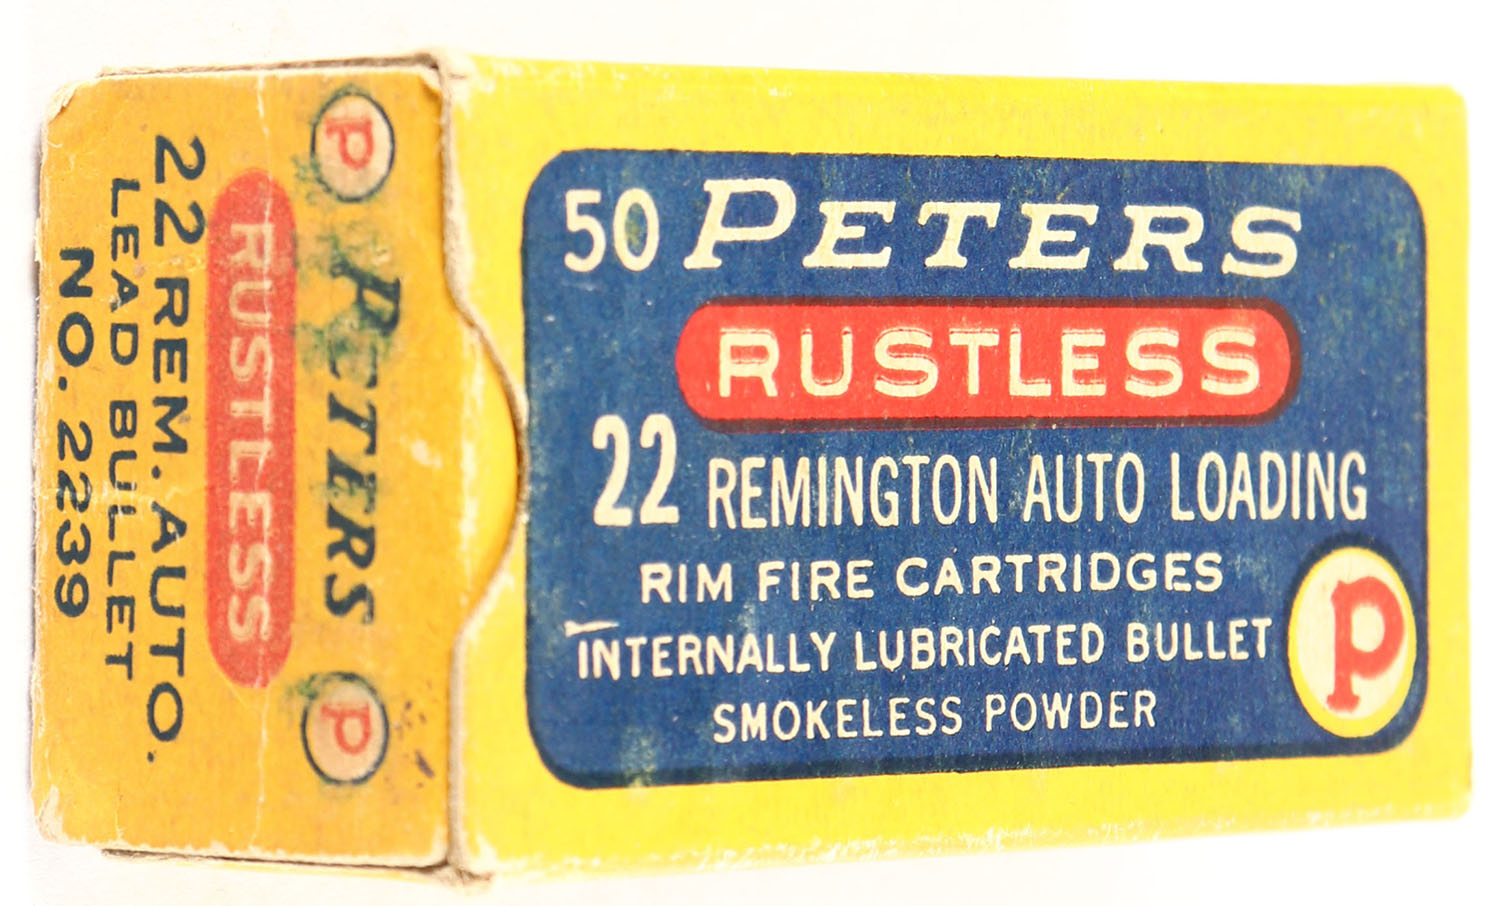 50 PETERS
RUSTLESS
22 REMINGTON AUTO LOADING
RIM FIRE CARTRIDGES
INTERNALLY LUBRICATED BULLET
SMOKELESS POWDER
P
P PETERS P
RUSTLESS
22 REM. AUTO.
LEAD BULLET
NO. 2239